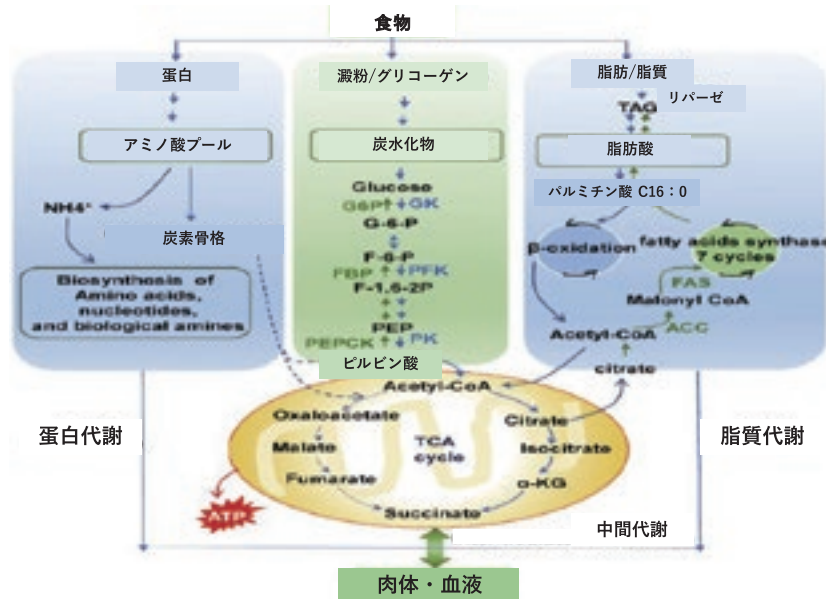 食物
蛋白
澱粉/グリコーゲン
脂肪/脂質
リパーゼ
TAG
アミノ酸プール
炭水化物
脂肪酸
Glucose
パルミチン酸 C16：0
NH4⁺
G6P GK
G-6-P
炭素骨格
β-oxidation
fatty acids synthase
7 cycles
F-6-P
FBP PFK
F-1,6-2P
FAS
Biosynthesis of
Amino acids,
nucleotides,
and biological amines
Malonyl CoA
PEP
PEPCK PK
Acetyl-CoA
ACC
ピルビン酸
citrate
Acetyl-CoA
Oxaloacetate
Citrate
蛋白代謝
TCA
cycle
脂質代謝
Malate
Isocitrate
Fumarate
α-KG
ATP
Succinate
中間代謝
肉体・血液